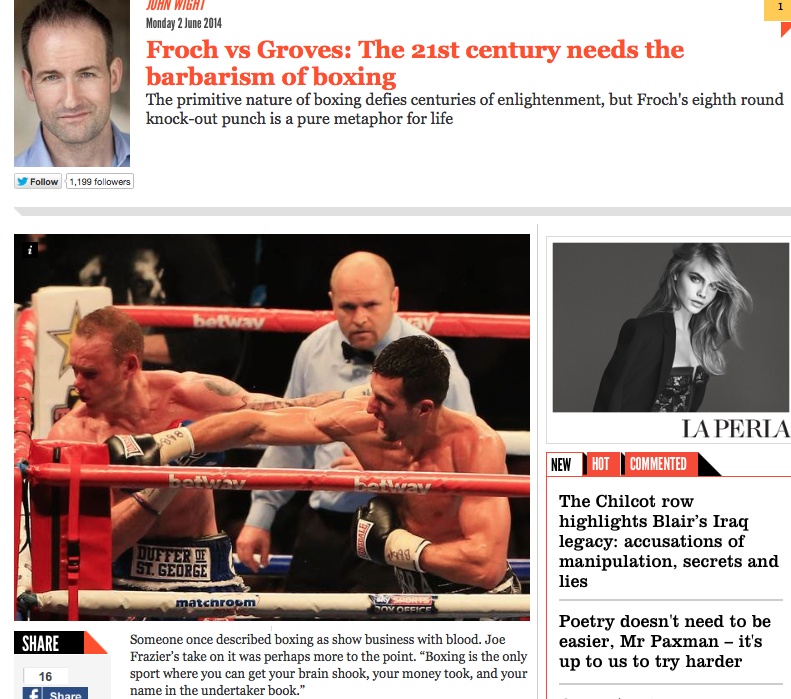 JOHN WIGHT
Monday 2 June 2014
1
Froch vs Groves: The 21st century needs the
barbarism of boxing
The primitive nature of boxing defies centuries of enlightenment, but Froch's eighth round
knock-out punch is a pure metaphor for life
Follow
1,199 followers
i
betway
way
betway
betway
LONSDALE
DUFFER OF
ST. GEORGE
matchroom
SKY SPORTS
BOX OFFICE
LA PERLA
NEW
HOT
COMMENTED
The Chilcot row
highlights Blair’s Iraq
legacy: accusations of
manipulation, secrets and
lies
Poetry doesn't need to be
easier, Mr Paxman – it's
up to us to try harder
SHARE
16
Share
Someone once described boxing as show business with blood. Joe
Frazier’s take on it was perhaps more to the point. “Boxing is the only
sport where you can get your brain shook, your money took, and your
name in the undertaker book.”